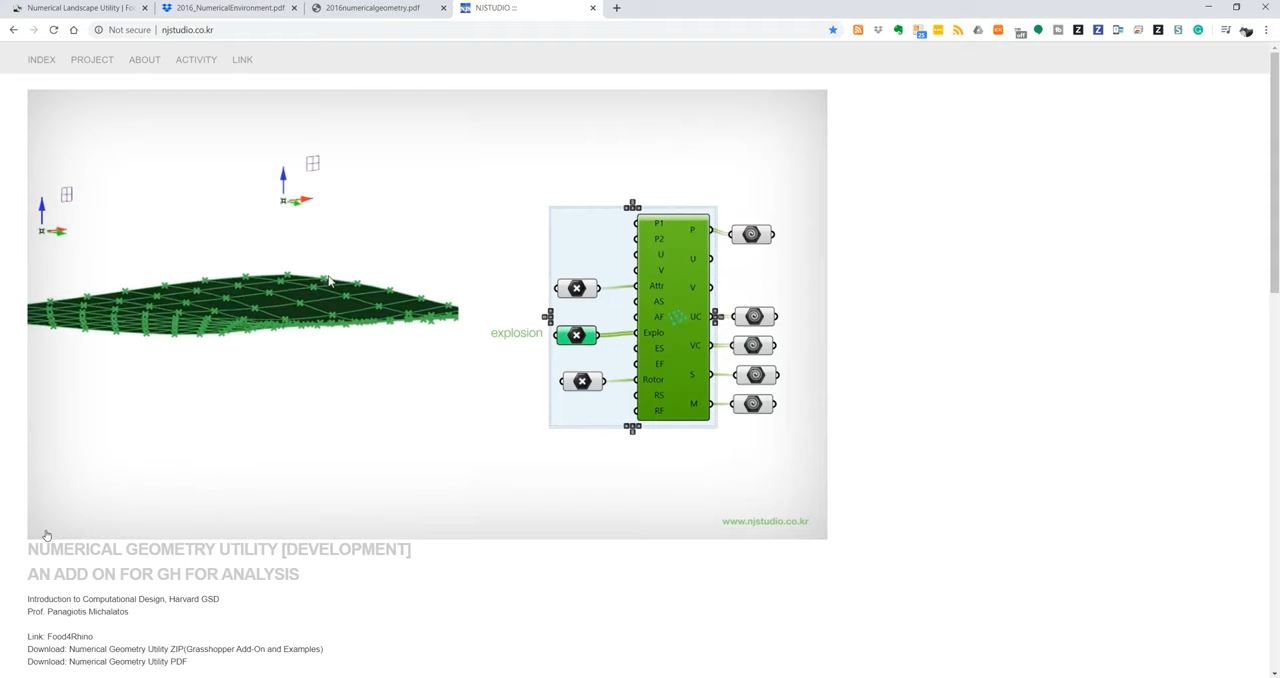 Numerical Landscape Utility | Fo
2016_NumericalEnvironment.pdf
2016numericalgeometry.pdf
NJSTUDIO ::
Not secure | njstudio.co.kr
INDEX PROJECT ABOUT ACTIVITY LINK
P1
P2
U
V
Attr
AS
AF
Explo
ES
EF
Rotor
RS
RF
P
U
V
UC
VC
S
M
explosion
www.njstudio.co.kr
NUMERICAL GEOMETRY UTILITY [DEVELOPMENT]
AN ADD ON FOR GH FOR ANALYSIS
Introduction to Computational Design, Harvard GSD
Prof. Panagiotis Michalatos
Link: Food4Rhino
Download: Numerical Geometry Utility ZIP(Grasshopper Add-On and Examples)
Download: Numerical Geometry Utility PDF